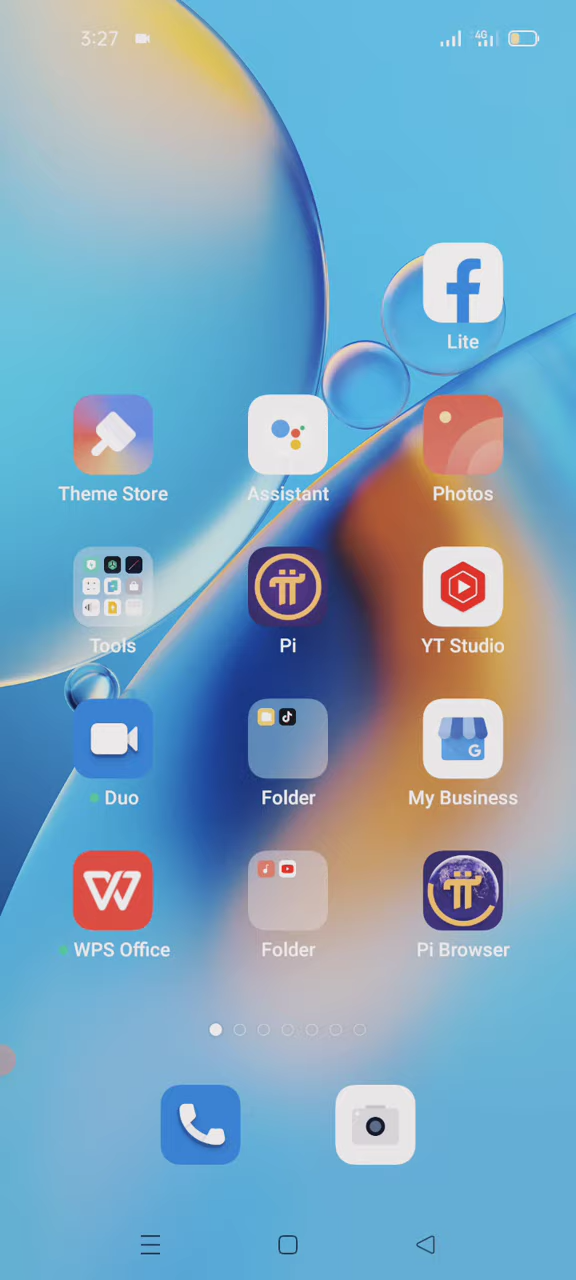 3:27
4G
Lite
Theme Store
Assistant
Photos
Tools
Pi
YT Studio
Duo
Folder
My Business
WPS Office
Folder
Pi Browser